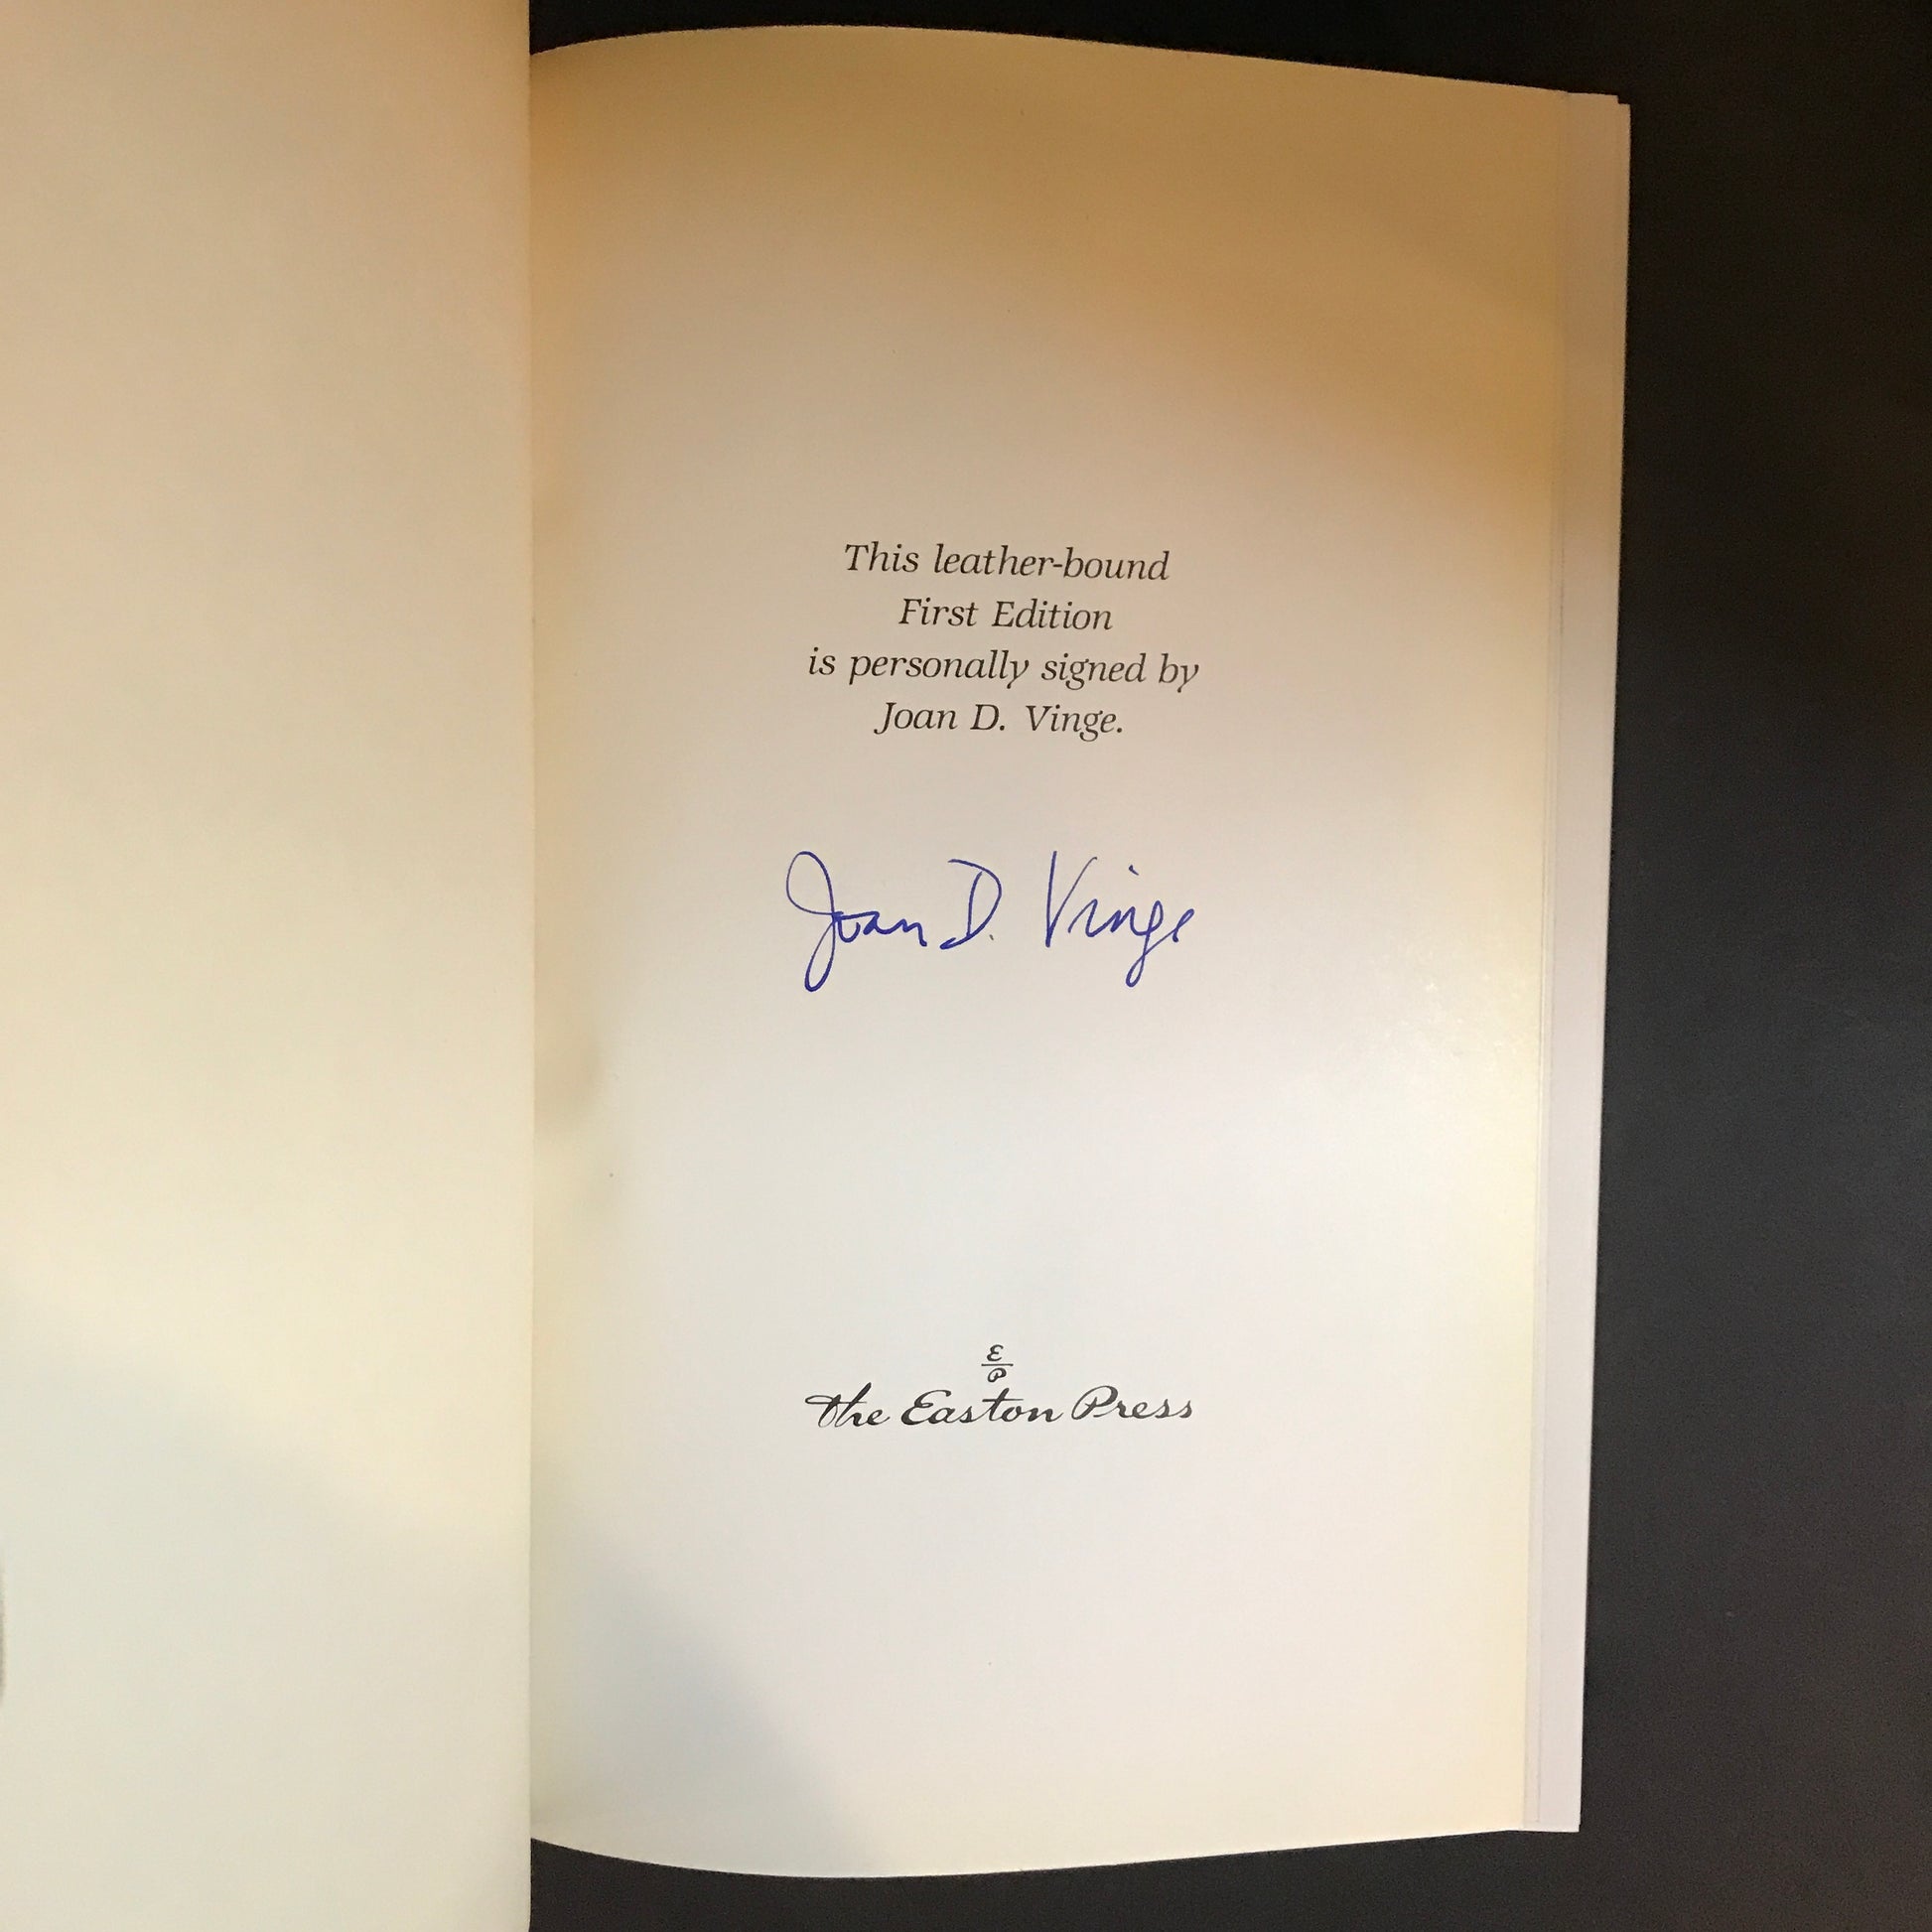 This leather-bound
First Edition
is personally signed by
Joan D. Vinge.
Joan D. Vinge
E
P
The Easton Press